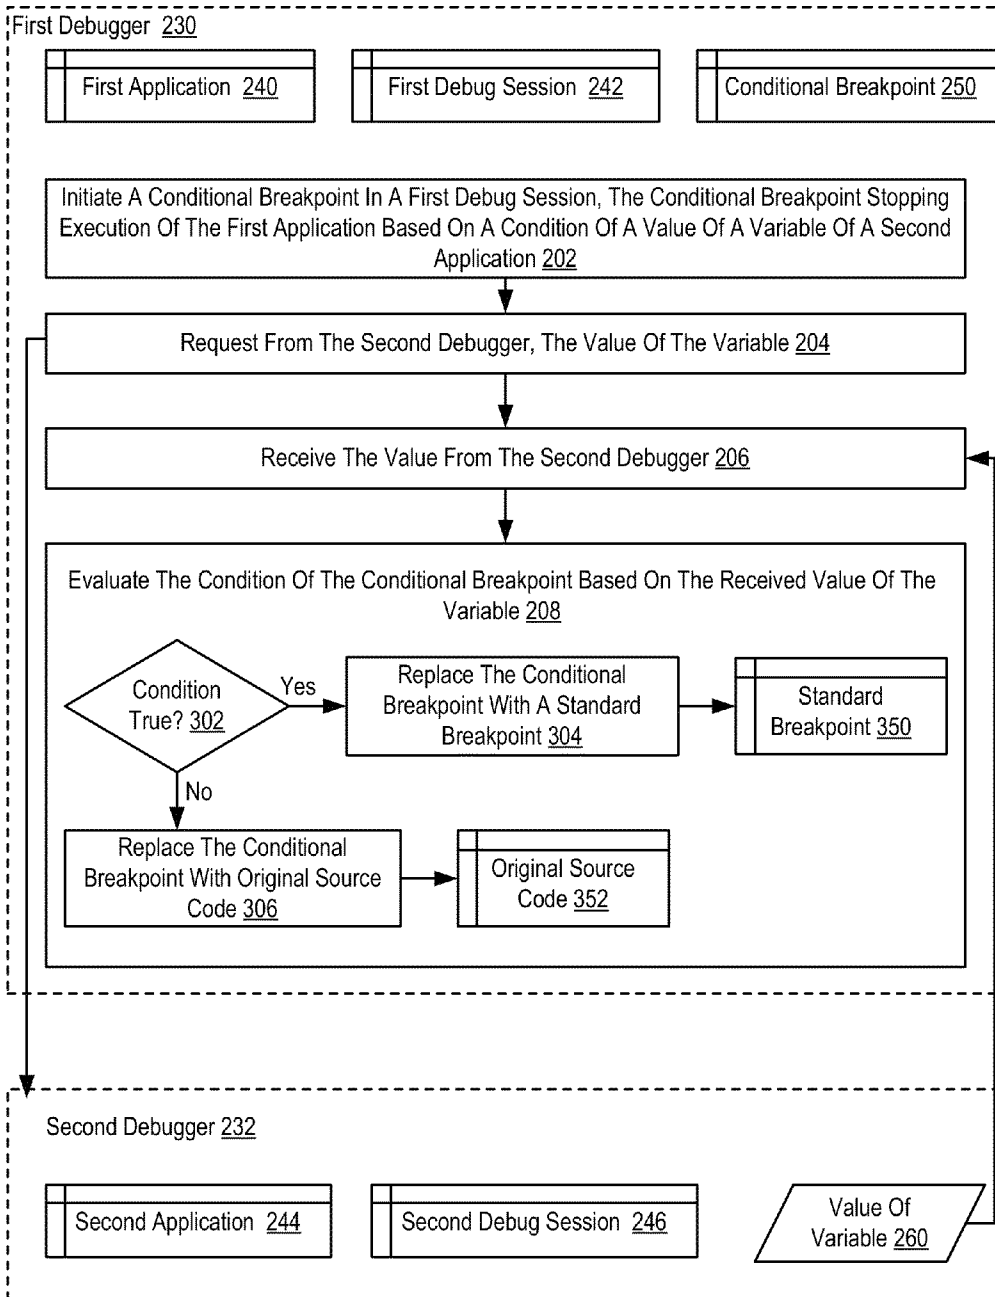 First Debugger 230
First Application 240
First Debug Session 242
Conditional Breakpoint 250
Initiate A Conditional Breakpoint In A First Debug Session, The Conditional Breakpoint Stopping
Execution Of The First Application Based On A Condition Of A Value Of A Variable Of A Second
Application 202
Request From The Second Debugger, The Value Of The Variable 204
Receive The Value From The Second Debugger 206
Evaluate The Condition Of The Conditional Breakpoint Based On The Received Value Of The
Variable 208
Condition
True? 302
Yes
Replace The Conditional
Breakpoint With A Standard
Breakpoint 304
Standard
Breakpoint 350
No
Replace The Conditional
Breakpoint With Original Source
Code 306
Original Source
Code 352
Second Debugger 232
Second Application 244
Second Debug Session 246
Value Of
Variable 260